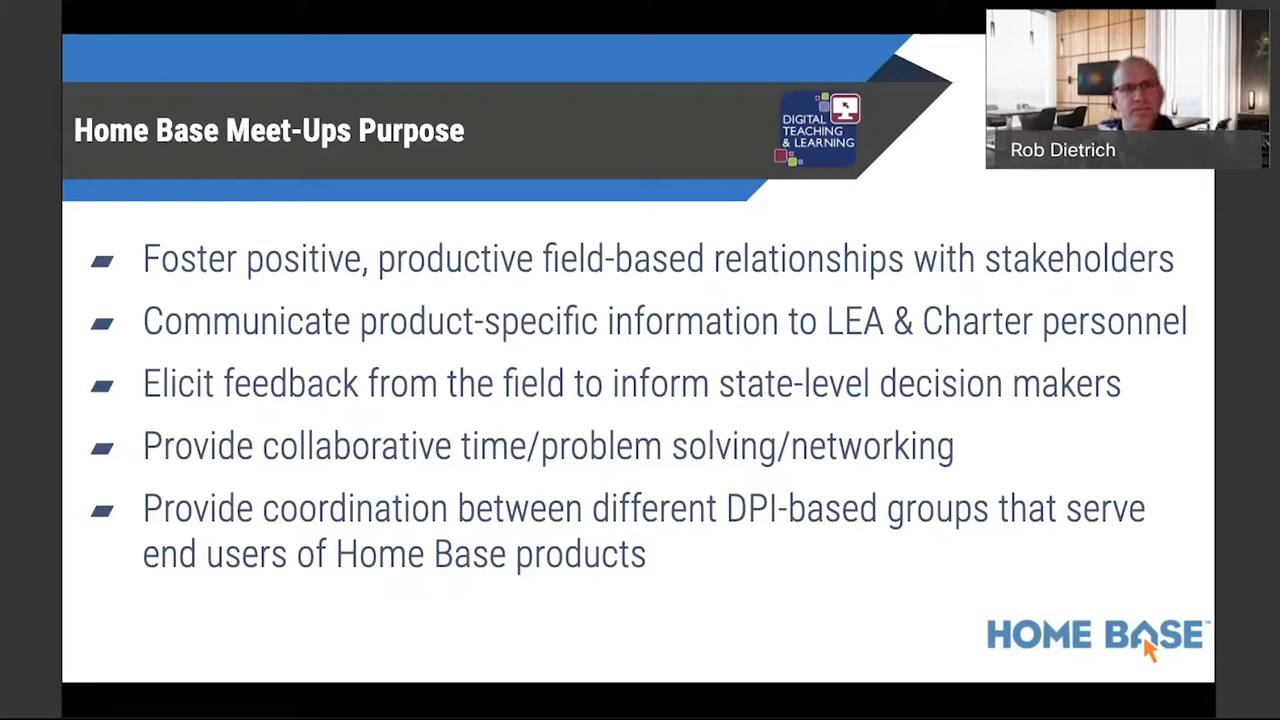 Home Base Meet-Ups Purpose
DIGITAL
TEACHING
& LEARNING
Rob Dietrich
Foster positive, productive field-based relationships with stakeholders
Communicate product-specific information to LEA & Charter personnel
Elicit feedback from the field to inform state-level decision makers
Provide collaborative time/problem solving/networking
Provide coordination between different DPI-based groups that serve
end users of Home Base products
HOME BASE